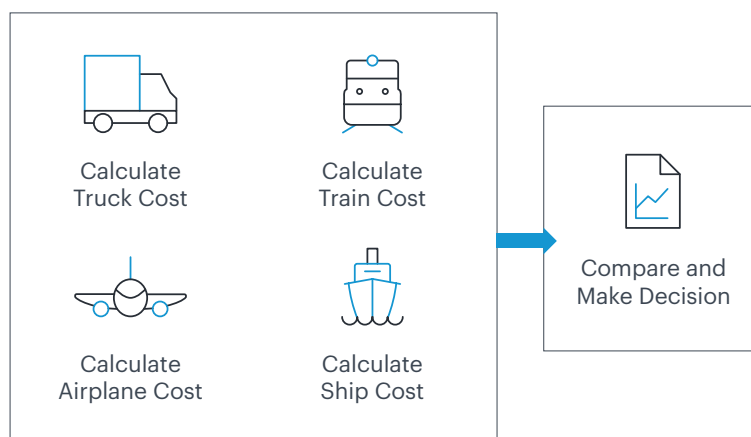 Calculate
Truck Cost
Calculate
Train Cost
Calculate
Airplane Cost
Calculate
Ship Cost
Compare and
Make Decision